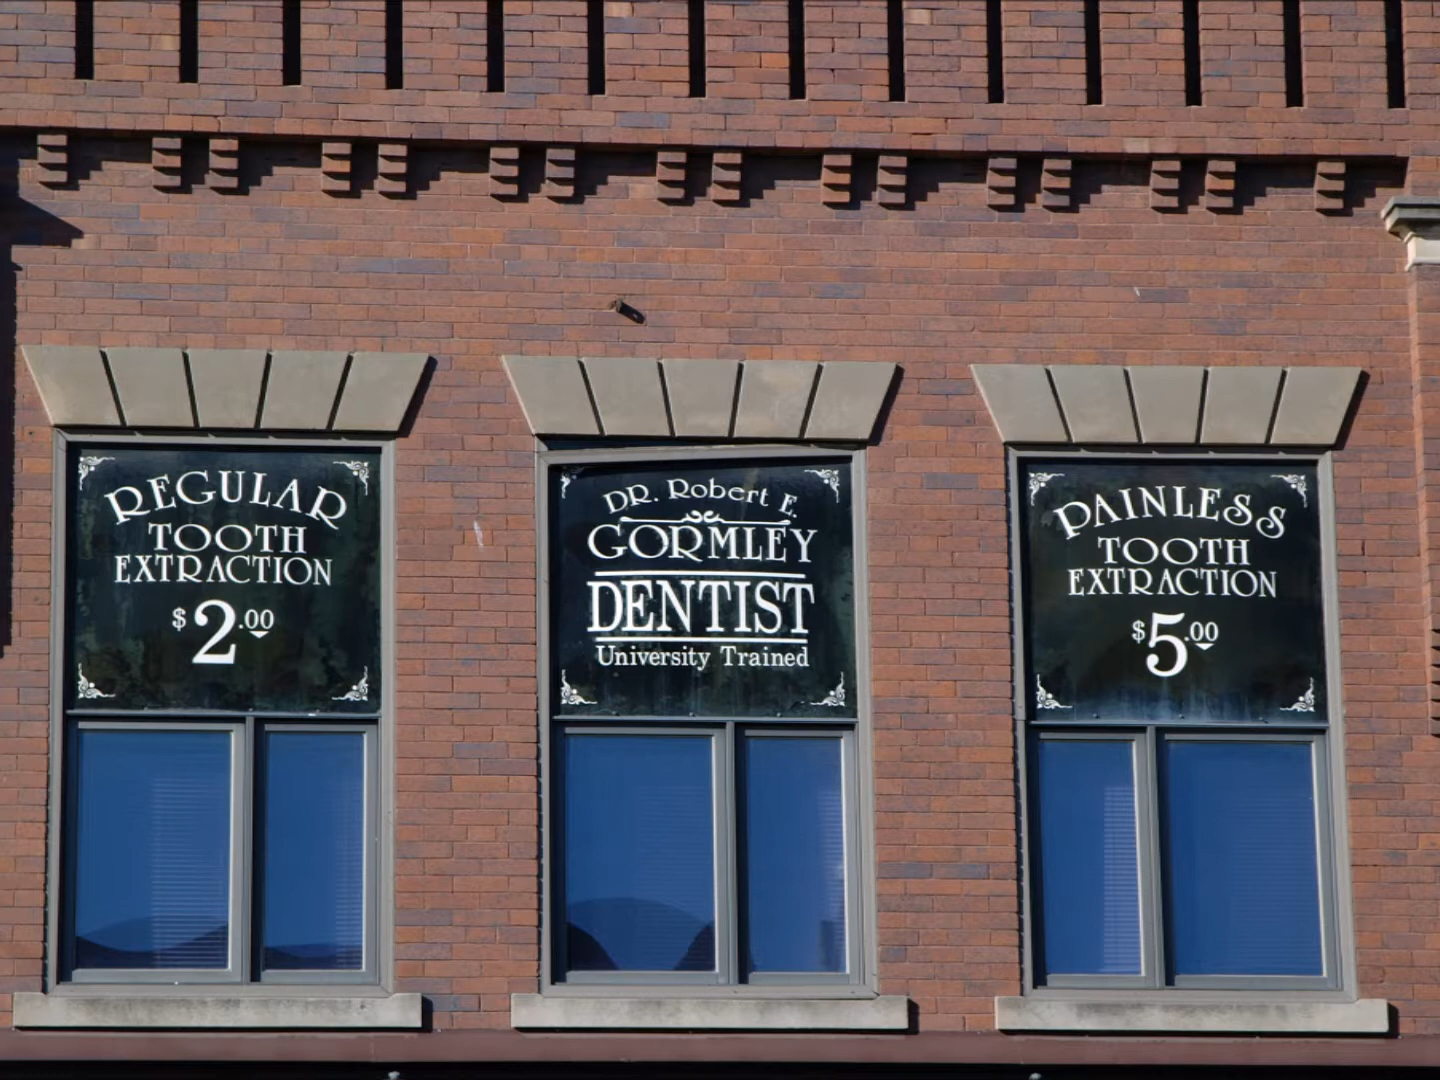 REGULAR
TOOTH
EXTRACTION
$2.00
DR. Robert E.
GORMLEY
DENTIST
University Trained
PAINLESS
TOOTH
EXTRACTION
$5.00